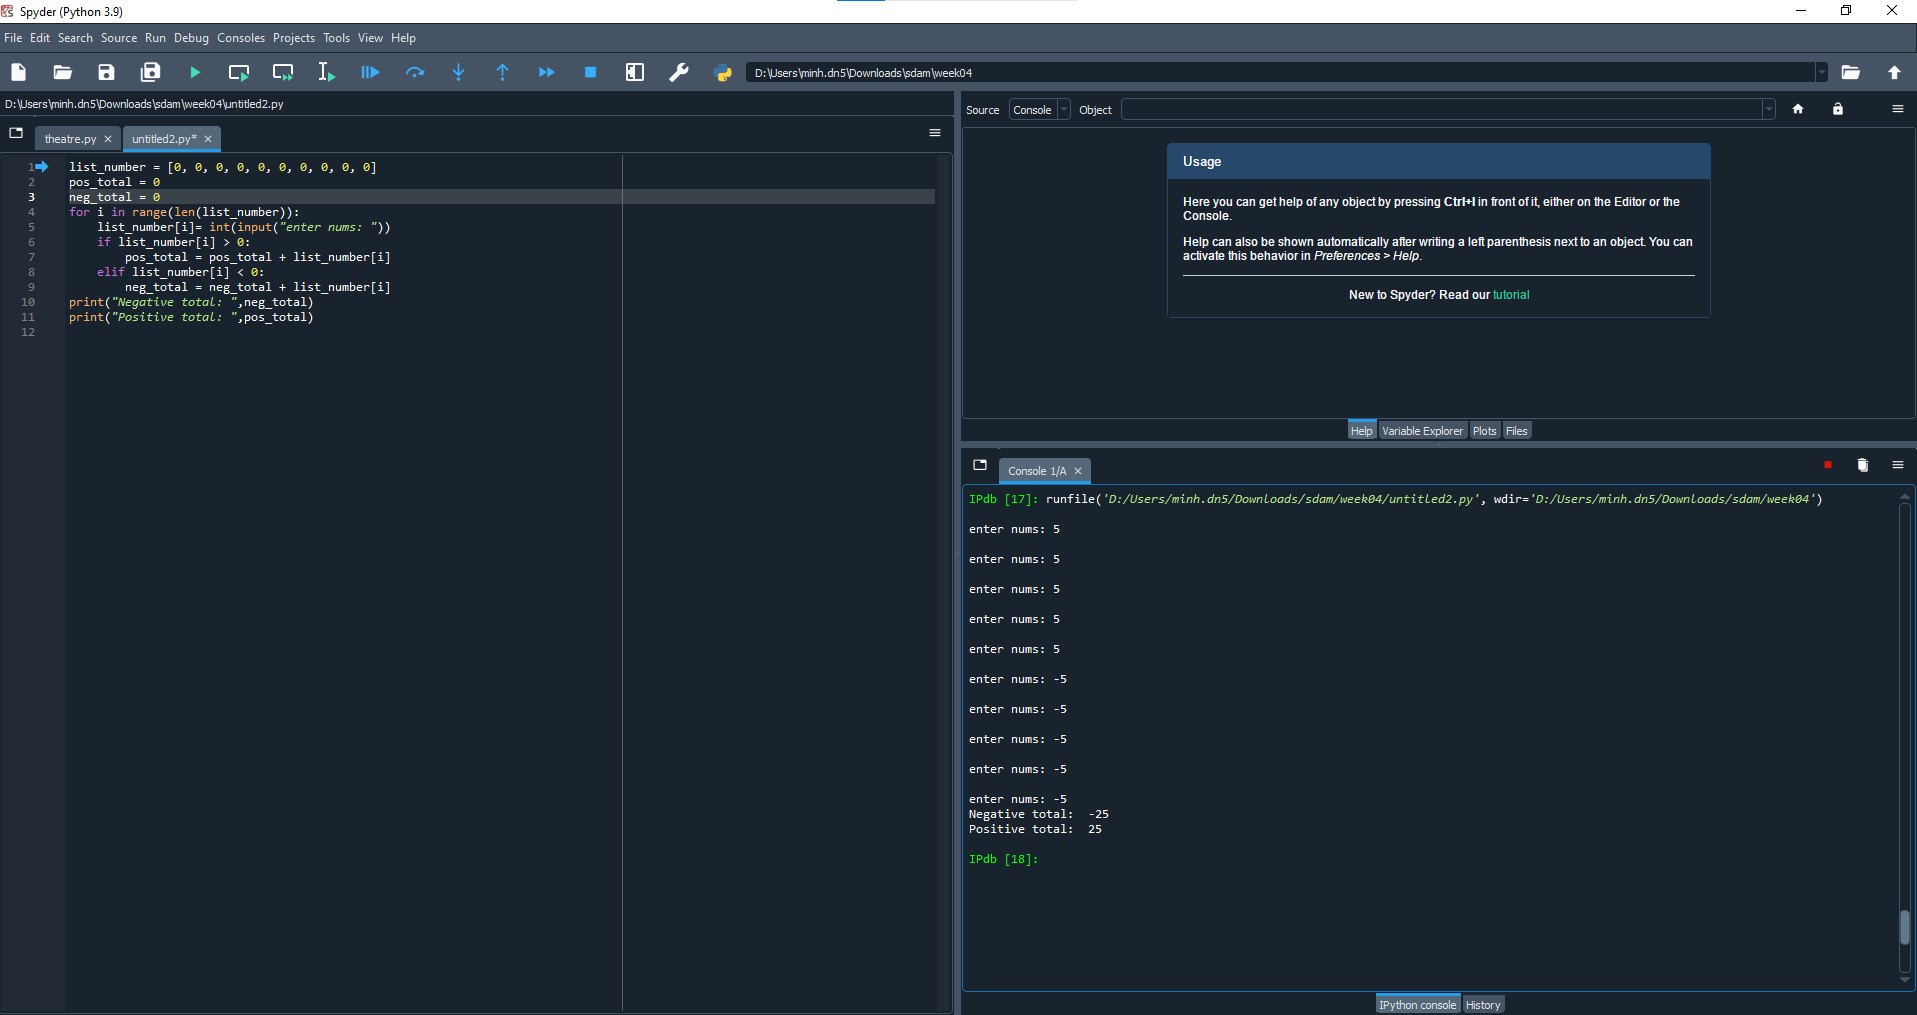 Spyder (Python 3.9)
File Edit Search Source Run Debug Consoles Projects Tools View Help
D:\Users\minh.dn5\Downloads\sdam\week04
D:\Users\minh.dn5\Downloads\sdam\week04\untitled2.py
theatre.py
untitled2.py*
1 list_number = [0, 0, 0, 0, 0, 0, 0, 0, 0, 0]
2 pos_total = 0
3 neg_total = 0
4 for i in range(len(list_number)):
5     list_number[i]= int(input("enter nums: "))
6     if list_number[i] > 0:
7         pos_total = pos_total + list_number[i]
8     elif list_number[i] < 0:
9         neg_total = neg_total + list_number[i]
10 print("Negative total: ",neg_total)
11 print("Positive total: ",pos_total)
12
Source Console Object
Usage
Here you can get help of any object by pressing Ctrl+I in front of it, either on the Editor or the
Console.
Help can also be shown automatically after writing a left parenthesis next to an object. You can
activate this behavior in Preferences > Help.
New to Spyder? Read our tutorial
Help Variable Explorer Plots Files
Console 1/A
IPdb [17]: runfile('D:/Users/minh.dn5/Downloads/sdam/week04/untitled2.py', wdir='D:/Users/minh.dn5/Downloads/sdam/week04')
enter nums: 5
enter nums: 5
enter nums: 5
enter nums: 5
enter nums: 5
enter nums: -5
enter nums: -5
enter nums: -5
enter nums: -5
enter nums: -5
Negative total:  -25
Positive total:  25
IPdb [18]:
IPython console History